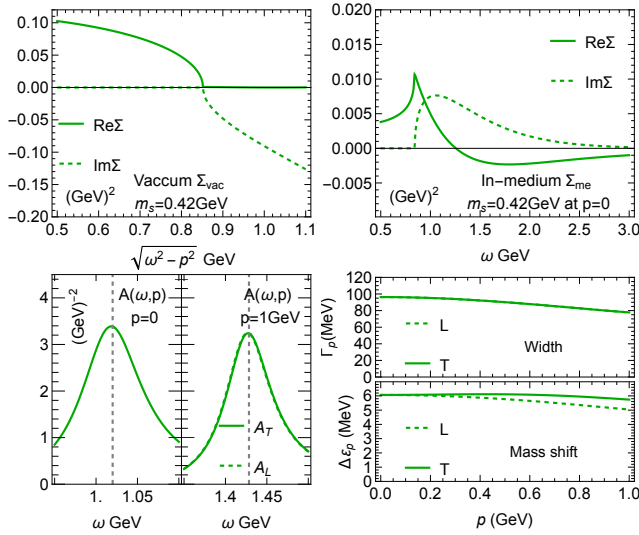 0.10
0.05
0.00
-0.05
-0.10
-0.15
-0.20
ReΣ
ImΣ
(GeV)²
Vaccum Σvac
mₛ=0.42GeV
0.5 0.6 0.7 0.8 0.9 1.0 1.1
√ω²−p² GeV
0.020
0.015
0.010
0.005
0.000
-0.005
ReΣ
ImΣ
(GeV)²
In-medium Σme
mₛ=0.42GeV at p=0
0.5 1.0 1.5 2.0 2.5 3.0
ω GeV
4
3
2
1
0
(GeV)⁻²
A(ω,p)
p=0
1. 1.05
ω GeV
A(ω,p)
p=1GeV
A_T
A_L
1.4 1.45
ω GeV
120
100
80
60
40
20
0
Γp(MeV)
L
T
Width
6
5
4
3
2
1
0
Δεp (MeV)
L
T
Mass shift
0.0 0.2 0.4 0.6 0.8 1.0
p (GeV)